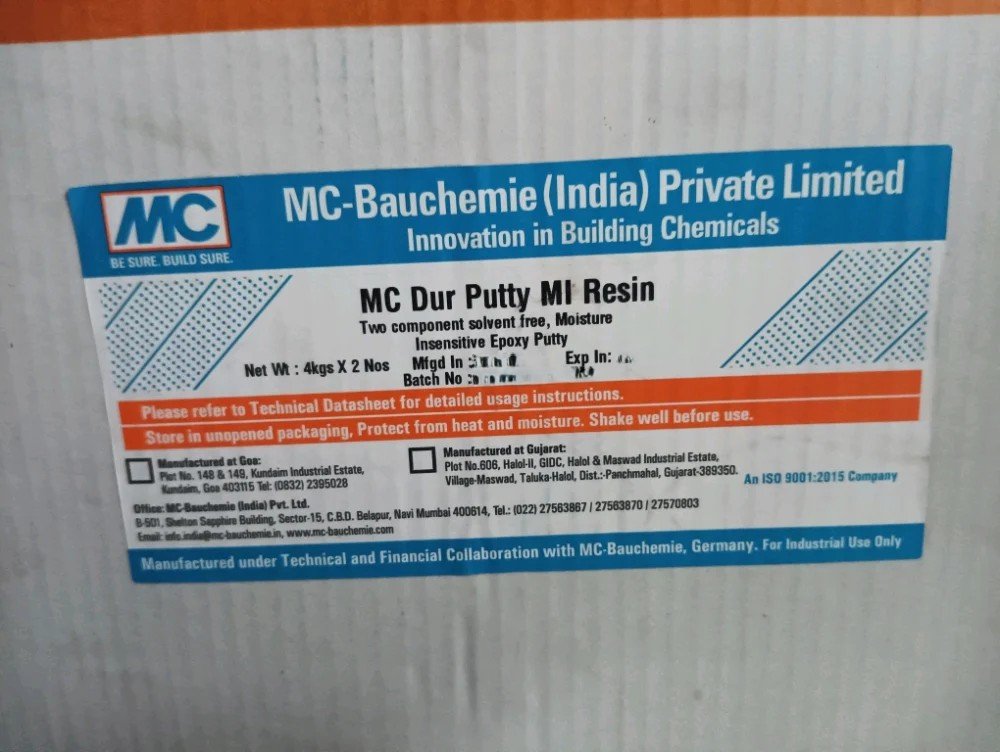 MC
BE SURE. BUILD SURE.
MC-Bauchemie (India) Private Limited
Innovation in Building Chemicals
MC Dur Putty MI Resin
Two component solvent free, Moisture
Insensitive Epoxy Putty
Net Wt : 4kgs X 2 Nos
Mfgd In :
Exp In:
Batch No :
Please refer to Technical Datasheet for detailed usage instructions.
Store in unopened packaging, Protect from heat and moisture. Shake well before use.
Manufactured at Goa:
Plot No. 148 & 149, Kundaim Industrial Estate,
Kundaim, Goa 403115 Tel: (0832) 2395028
Manufactured at Gujarat:
Plot No.606, Halol-II, GIDC, Halol & Maswad Industrial Estate,
Village-Maswad, Taluka-Halol, Dist.:-Panchmahal, Gujarat-389350.
An ISO 9001:2015 Company
Office: MC-Bauchemie (India) Pvt. Ltd.
B-501, Shelton Sapphire Building, Sector-15, C.B.D. Belapur, Navi Mumbai 400614, Tel.: (022) 27563867 / 27563870 / 27570803
Email: info.india@mc-bauchemie.in, www.mc-bauchemie.com
Manufactured under Technical and Financial Collaboration with MC-Bauchemie, Germany. For Industrial Use Only